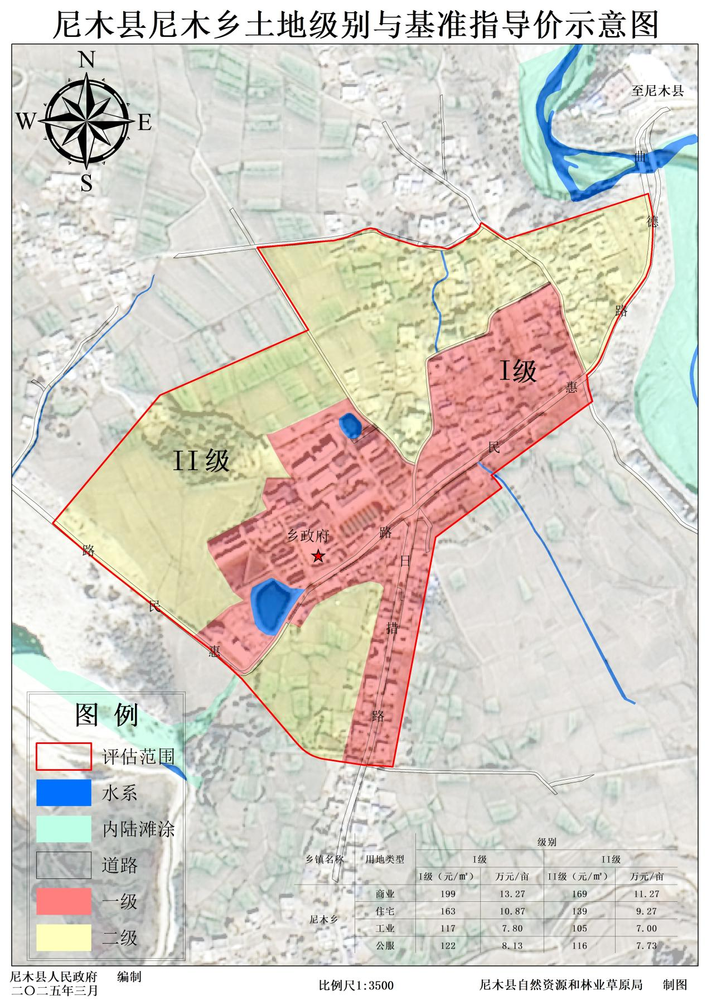 尼木县尼木乡土地级别与基准指导价示意图
N
W
E
S
至尼木县
曲
德
路
I级
惠
民
路
II级
乡政府
日
措
路
路
民
惠
图 例
评估范围
水系
内陆滩涂
道路
一级
二级
乡镇名称 用地类型 级别
I级 II级
I级（元/㎡） 万元/亩 II级（元/㎡） 万元/亩
尼木乡
商业 199 13.27 169 11.27
住宅 163 10.87 139 9.27
工业 117 7.80 105 7.00
公服 122 8.13 116 7.73
尼木县人民政府 编制
二〇二五年三月
比例尺1:3500
尼木县自然资源和林业草原局 制图